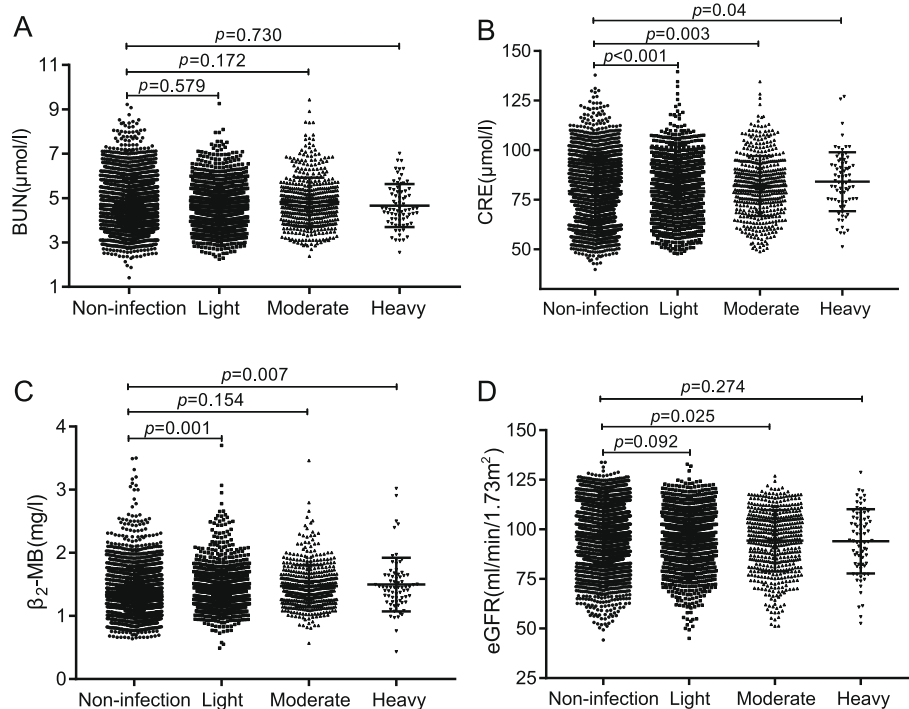 A
p=0.730
p=0.172
p=0.579
BUN(μmol/l)
11
9
7
5
3
1
Non-infection Light Moderate Heavy
B
p=0.04
p=0.003
p<0.001
CRE(μmol/l)
150
125
100
75
50
Non-infection Light Moderate Heavy
C
p=0.007
p=0.154
p=0.001
β2-MB(mg/l)
4
3
2
1
0
Non-infection Light Moderate Heavy
D
p=0.274
p=0.025
p=0.092
eGFR(ml/min/1.73m²)
150
125
100
75
50
25
Non-infection Light Moderate Heavy